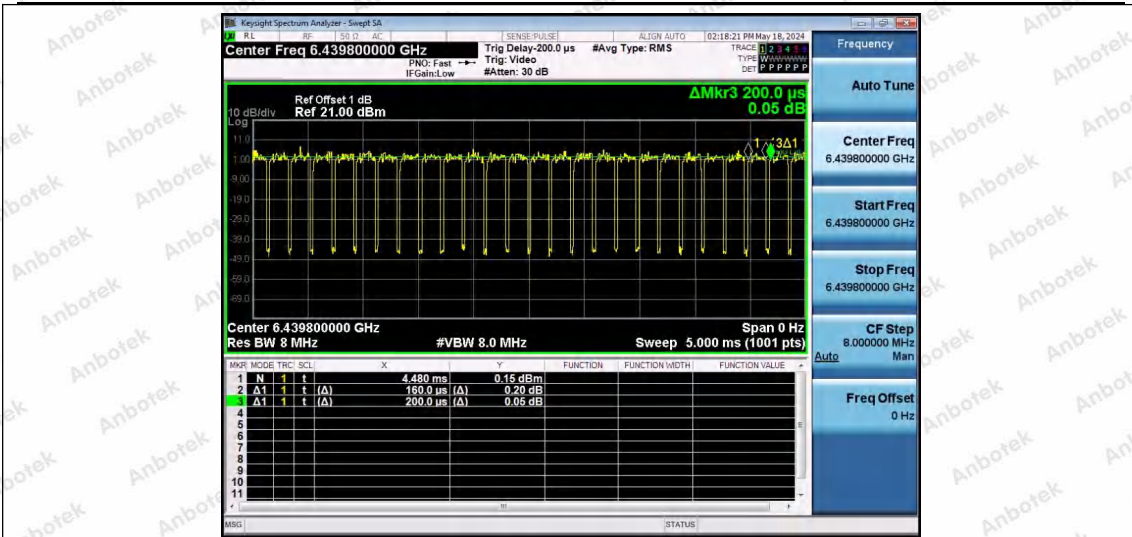 Keysight Spectrum Analyzer - Swept SA
RL RF 50 Ω AC SENSE:PULSE ALIGN AUTO 02:18:21 PM May 18, 2024
Center Freq 6.439800000 GHz
PNO: Fast
IFGain:Low
Trig Delay-200.0 µs
Trig: Video
#Atten: 30 dB
#Avg Type: RMS
TRACE 1 2 3 4 5 6
TYPE WWWWWW
DET P P P P P P
Ref Offset 1 dB
Ref 21.00 dBm
10 dB/div
Log
ΔMkr3 200.0 µs
0.05 dB
11.0
1.00
-9.00
-19.0
-29.0
-39.0
-49.0
-59.0
-69.0
3Δ1
Center 6.439800000 GHz
Span 0 Hz
Res BW 8 MHz
#VBW 8.0 MHz
Sweep 5.000 ms (1001 pts)
MKR MODE TRC SCL X Y FUNCTION FUNCTION WIDTH FUNCTION VALUE
1 N 1 t 4.480 ms 0.15 dBm
2 Δ1 1 t (Δ) 160.0 µs (Δ) 0.20 dB
3 Δ1 1 t (Δ) 200.0 µs (Δ) 0.05 dB
4
5
6
7
8
9
10
11
MSG
STATUS
Frequency
Auto Tune
Center Freq
6.439800000 GHz
Start Freq
6.439800000 GHz
Stop Freq
6.439800000 GHz
CF Step
8.000000 MHz
Auto Man
Freq Offset
0 Hz
Anbotek